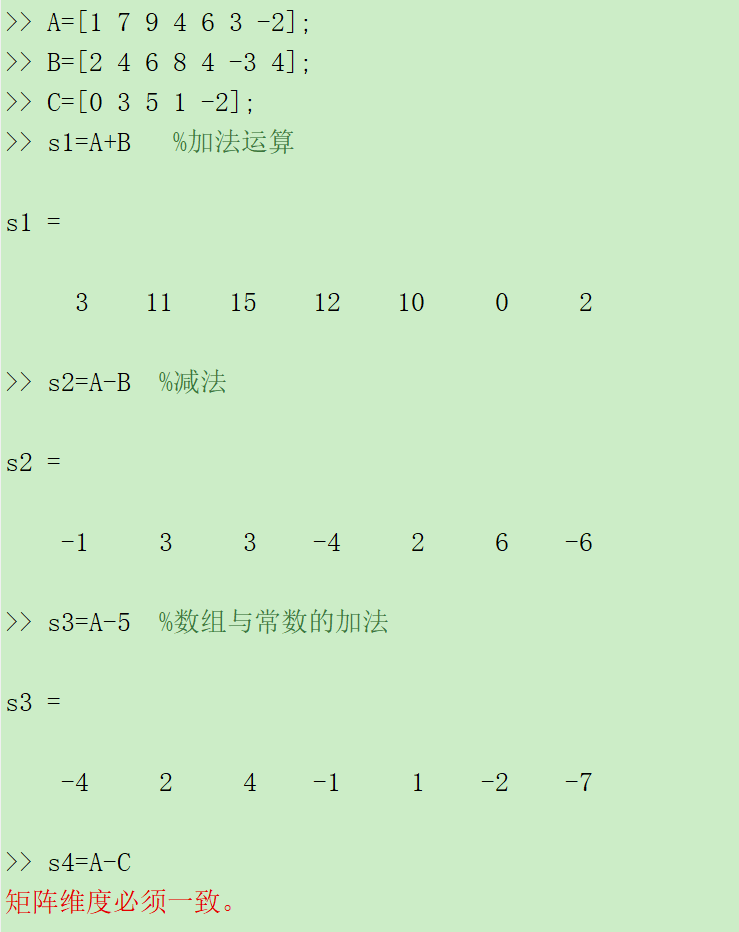 >> A=[1 7 9 4 6 3 -2];
>> B=[2 4 6 8 4 -3 4];
>> C=[0 3 5 1 -2];
>> s1=A+B   %加法运算
s1 =
     3    11    15    12    10     0     2
>> s2=A-B  %减法
s2 =
    -1     3     3    -4     2     6    -6
>> s3=A-5  %数组与常数的加法
s3 =
    -4     2     4    -1     1    -2    -7
>> s4=A-C
矩阵维度必须一致。